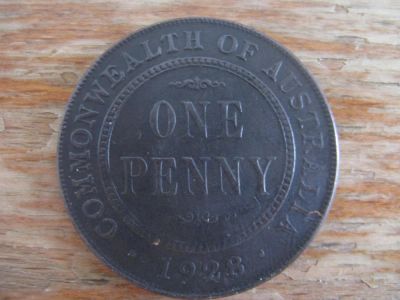 COMMONWEALTH OF AUSTRALIA
ONE
PENNY
1923